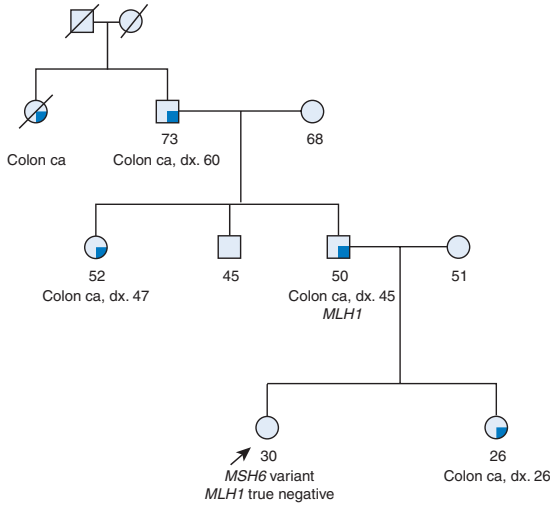 Colon ca
73
Colon ca, dx. 60
68
52
Colon ca, dx. 47
45
50
Colon ca, dx. 45
MLH1
51
30
MSH6 variant
MLH1 true negative
26
Colon ca, dx. 26